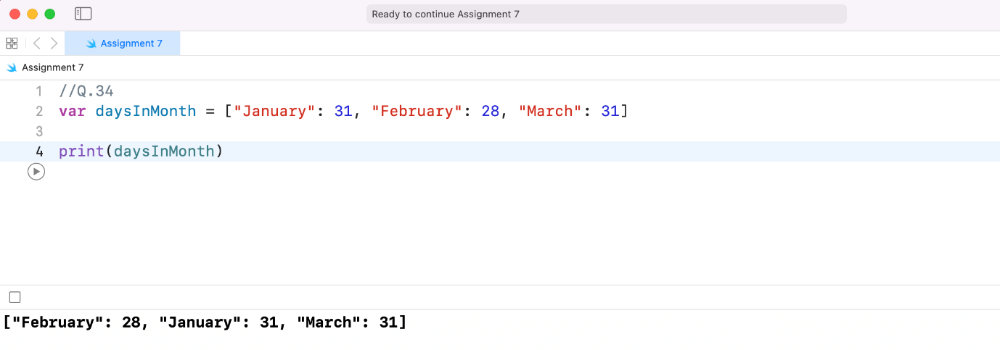 Ready to continue Assignment 7
Assignment 7
Assignment 7
1 //Q.34
2 var daysInMonth = ["January": 31, "February": 28, "March": 31]
3
4 print(daysInMonth)
["February": 28, "January": 31, "March": 31]